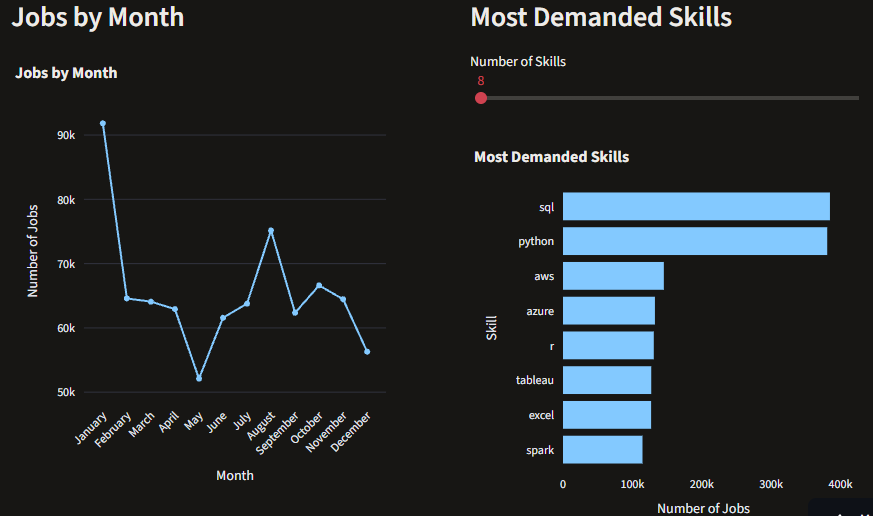 Jobs by Month
Jobs by Month
90k
80k
70k
60k
50k
Number of Jobs
January
February
March
April
May
June
July
August
September
October
November
December
Month
Most Demanded Skills
Number of Skills
8
Most Demanded Skills
Skill
sql
python
aws
azure
r
tableau
excel
spark
0 100k 200k 300k 400k
Number of Jobs